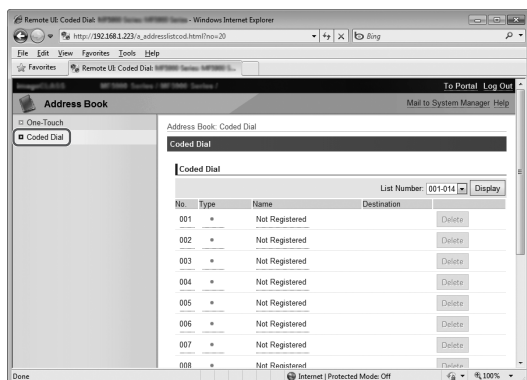 Remote UI: Coded Dial: - Windows Internet Explorer
http://192.168.1.223/a_addresslistcod.html?no=20
Bing
File Edit View Favorites Tools Help
Favorites
Remote UI: Coded Dial:
To Portal Log Out
Address Book
Mail to System Manager Help
One-Touch
Coded Dial
Address Book: Coded Dial
Coded Dial
Coded Dial
List Number: 001-014 Display
No. Type Name Destination
001 Not Registered Delete
002 Not Registered Delete
003 Not Registered Delete
004 Not Registered Delete
005 Not Registered Delete
006 Not Registered Delete
007 Not Registered Delete
008 Not Registered Delete
Done
Internet | Protected Mode: Off
100%